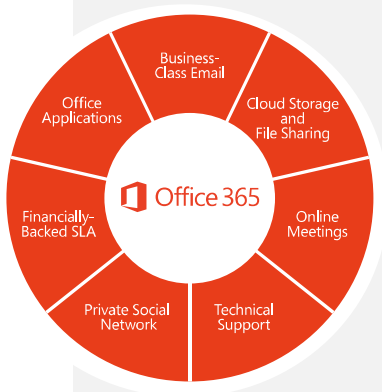 Business-
Class Email
Cloud Storage
and
File Sharing
Online
Meetings
Technical
Support
Private Social
Network
Financially-
Backed SLA
Office
Applications
Office 365